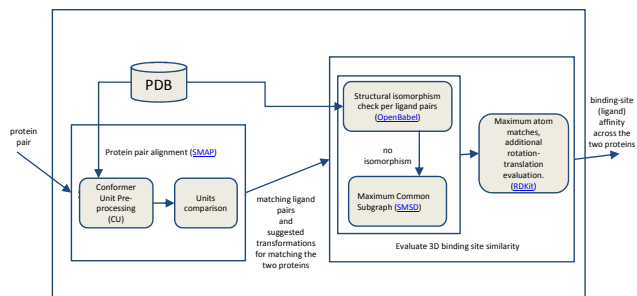 PDB
protein
pair
Protein pair alignment (SMAP)
Conformer
Unit Pre-
processing
(CU)
Units
comparison
matching ligand
pairs
and
suggested
transformations
for matching the
two proteins
Structural isomorphism
check per ligand pairs
(OpenBabel)
no
isomorphism
Maximum Common
Subgraph (SMSD)
Maximum atom
matches,
additional
rotation-
translation
evaluation.
(RDKit)
Evaluate 3D binding site similarity
binding-site
(ligand)
affinity
across the
two proteins